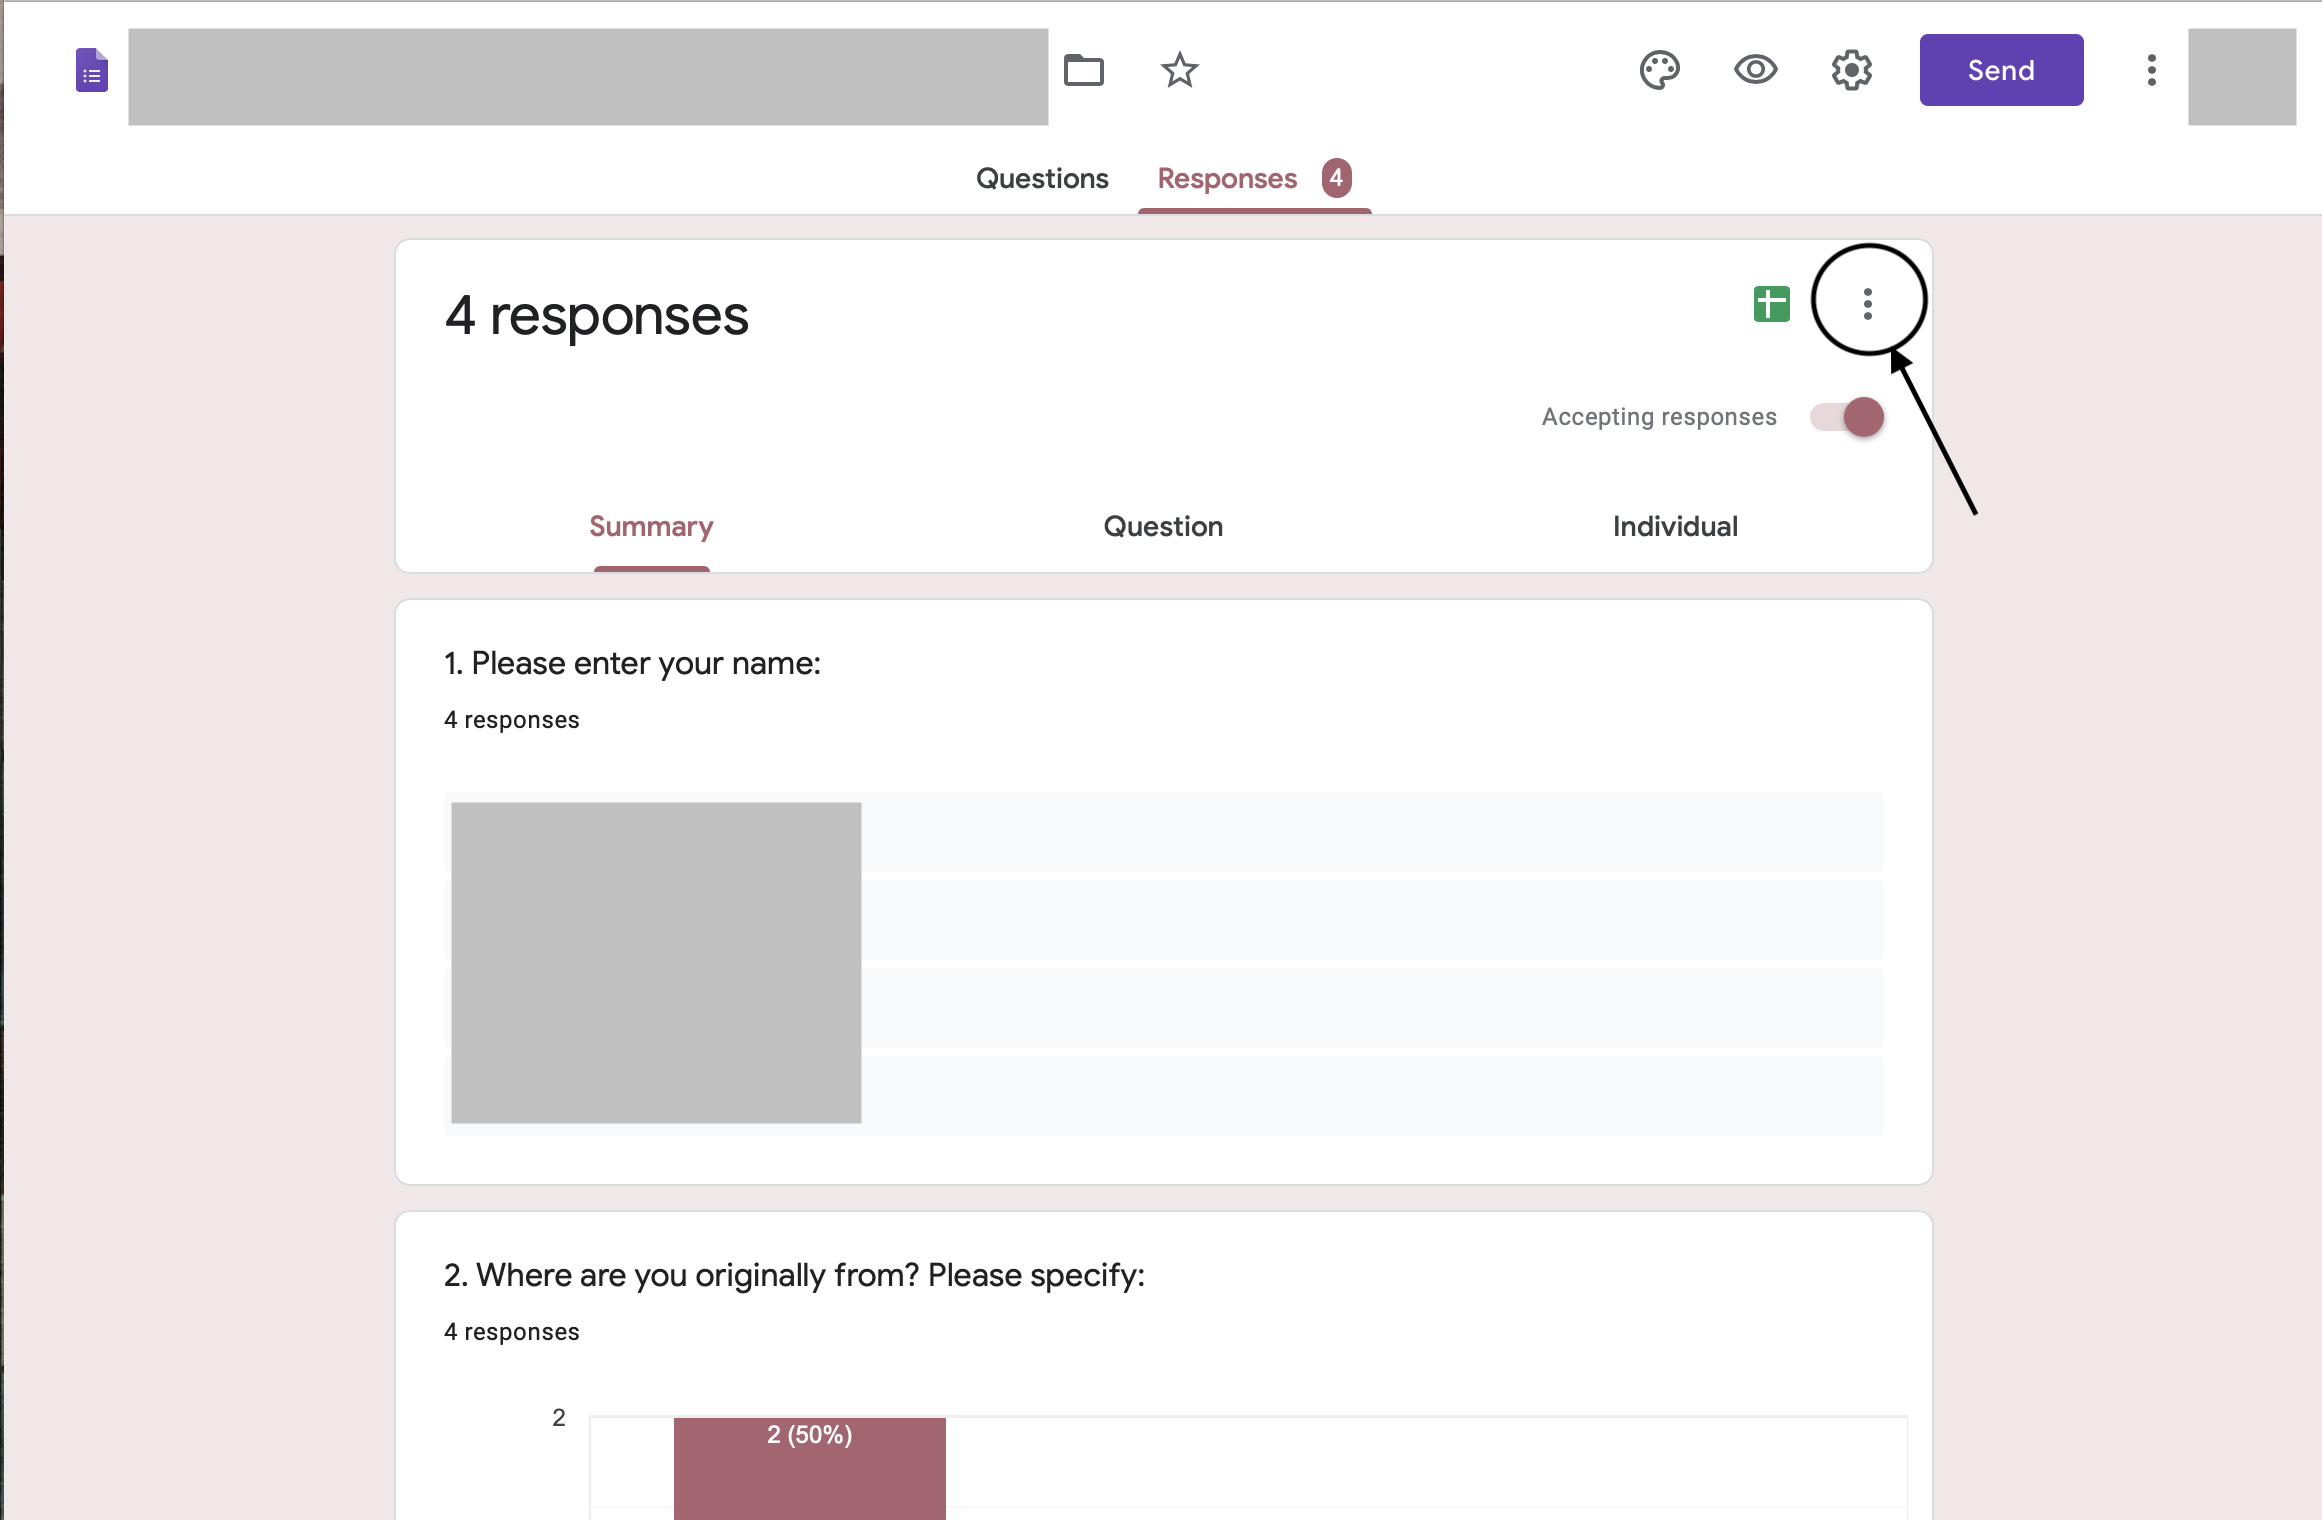 Send
Questions Responses 4
4 responses
Accepting responses
Summary Question Individual
1. Please enter your name:
4 responses
2. Where are you originally from? Please specify:
4 responses
2
2 (50%)